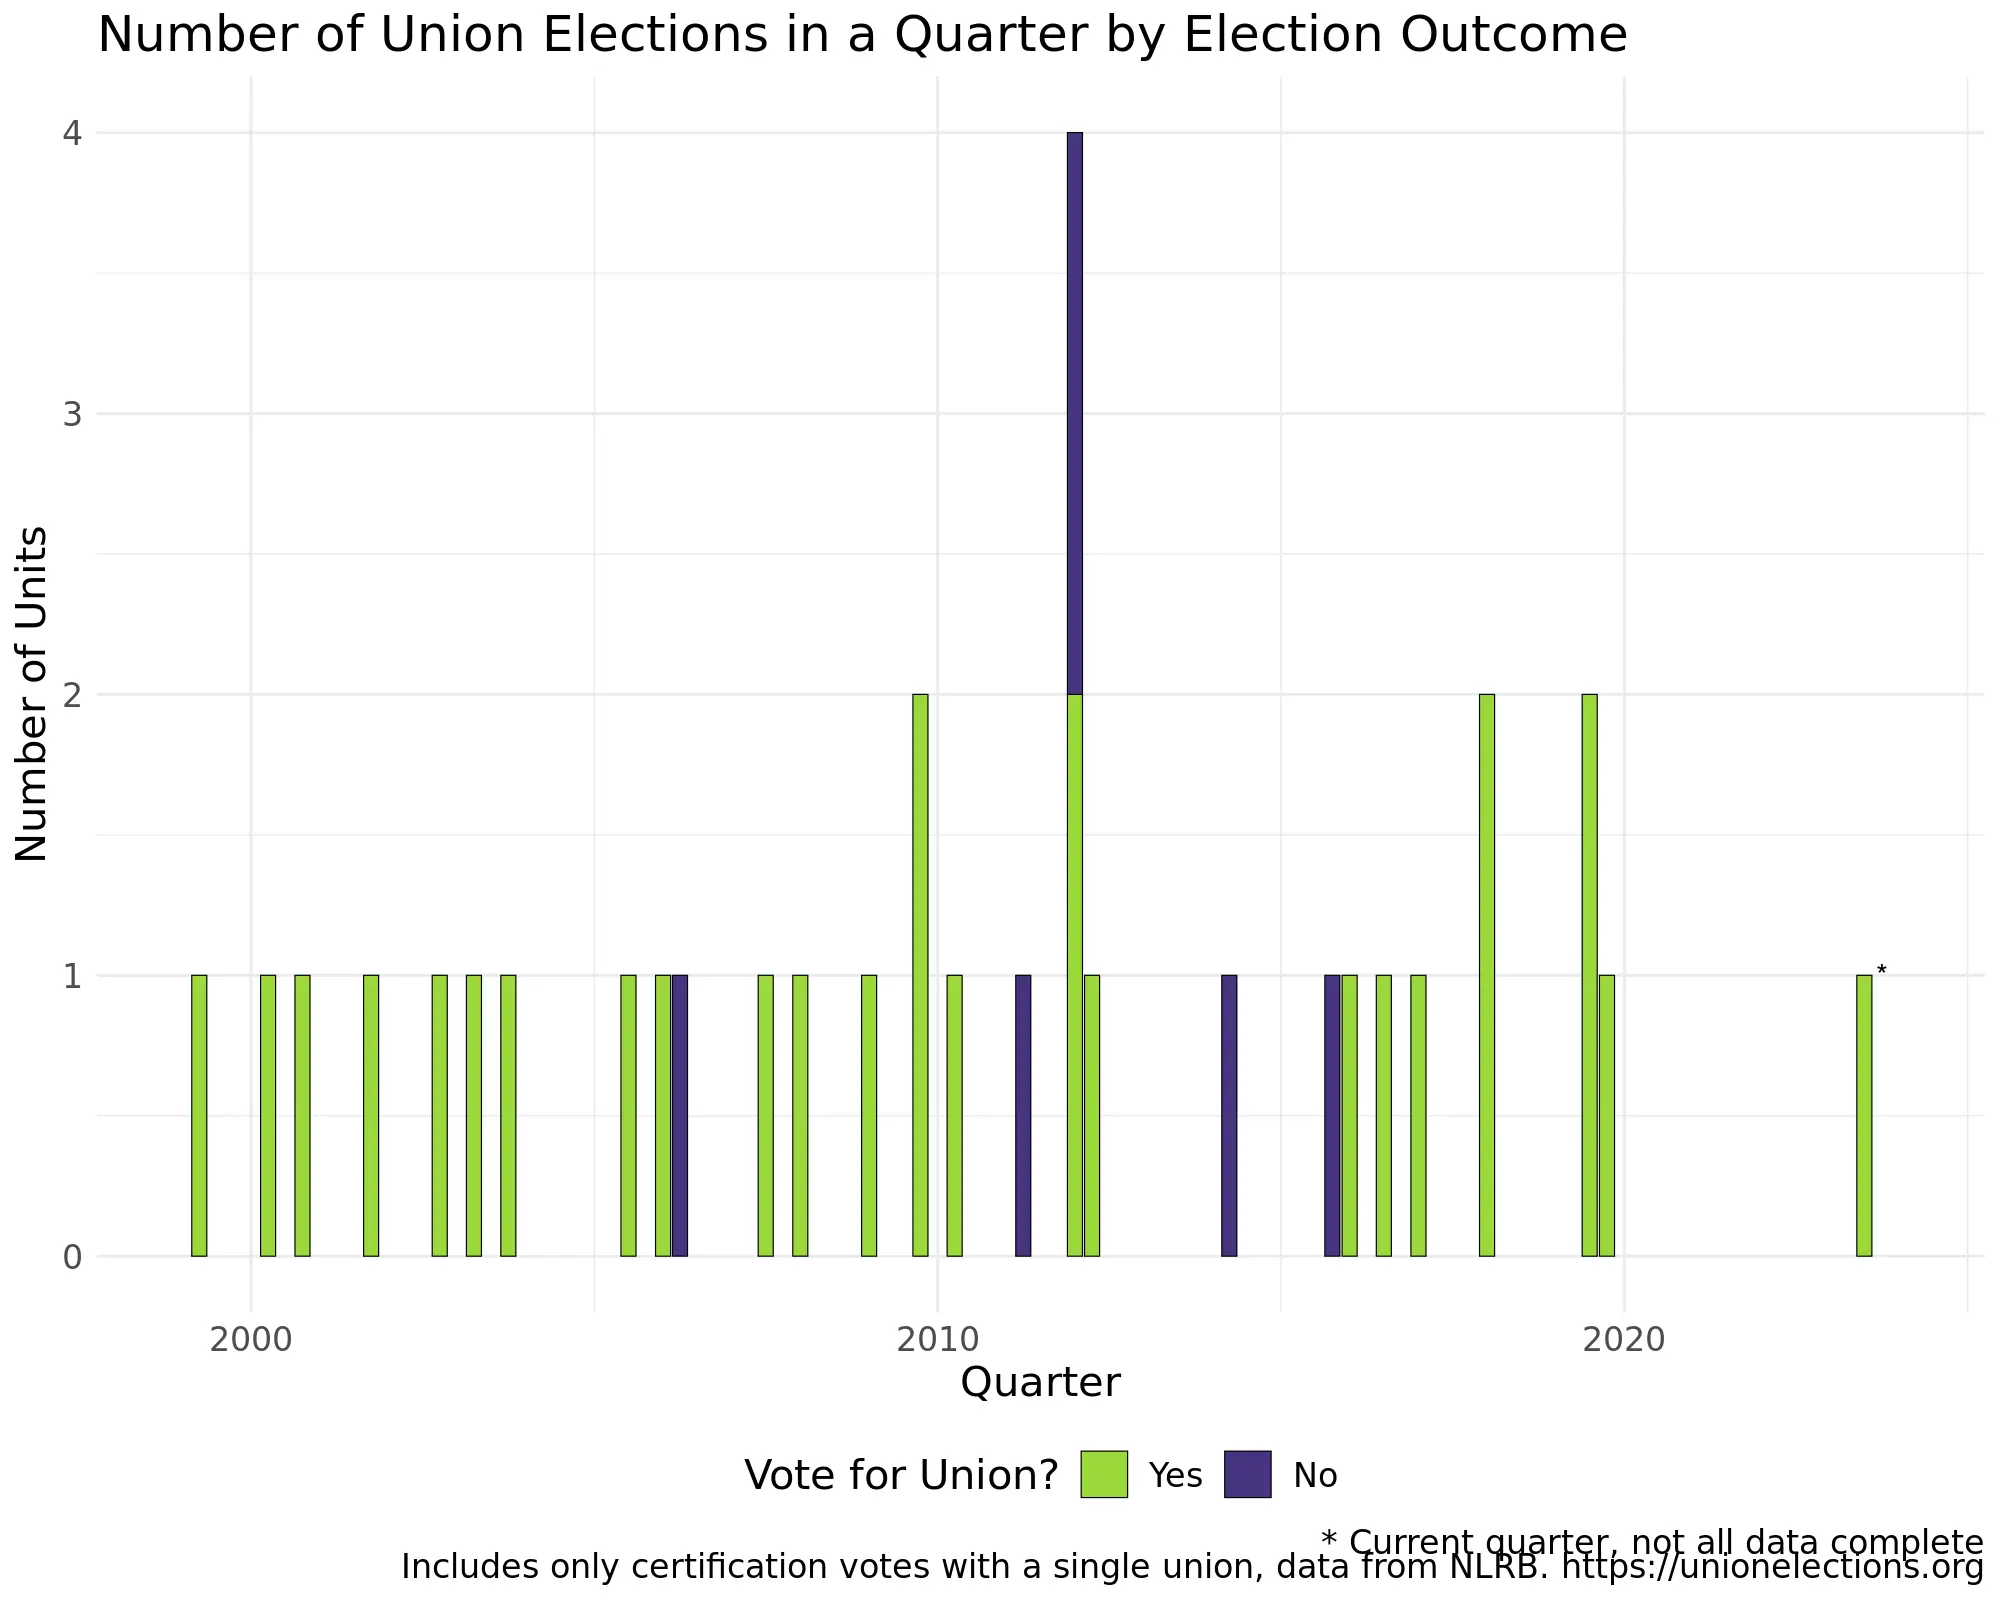 Number of Union Elections in a Quarter by Election Outcome
Number of Units
4
3
2
1
0
*
2000 2010 2020
Quarter
Vote for Union? Yes No
* Current quarter, not all data complete
Includes only certification votes with a single union, data from NLRB. https://unionelections.org